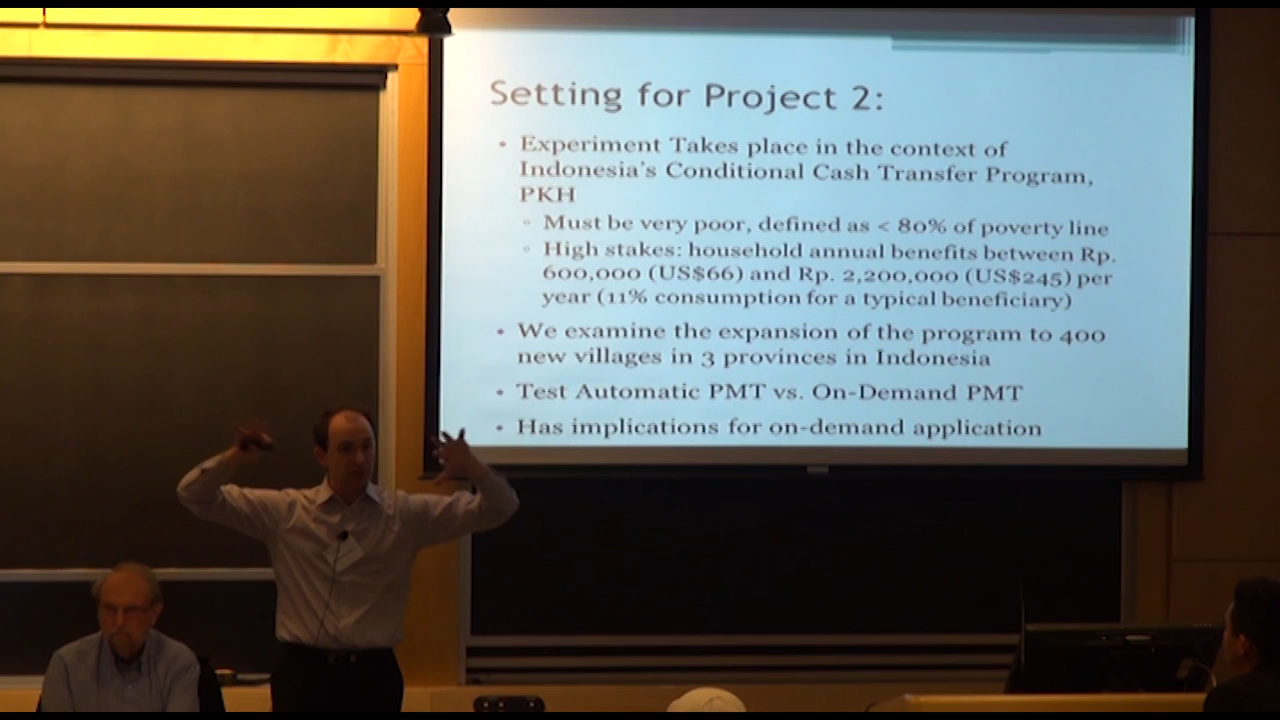 Setting for Project 2:
• Experiment Takes place in the context of
Indonesia's Conditional Cash Transfer Program,
PKH
▫ Must be very poor, defined as < 80% of poverty line
▫ High stakes: household annual benefits between Rp.
600,000 (US$66) and Rp. 2,200,000 (US$245) per
year (11% consumption for a typical beneficiary)
• We examine the expansion of the program to 400
new villages in 3 provinces in Indonesia
• Test Automatic PMT vs. On-Demand PMT
• Has implications for on-demand application